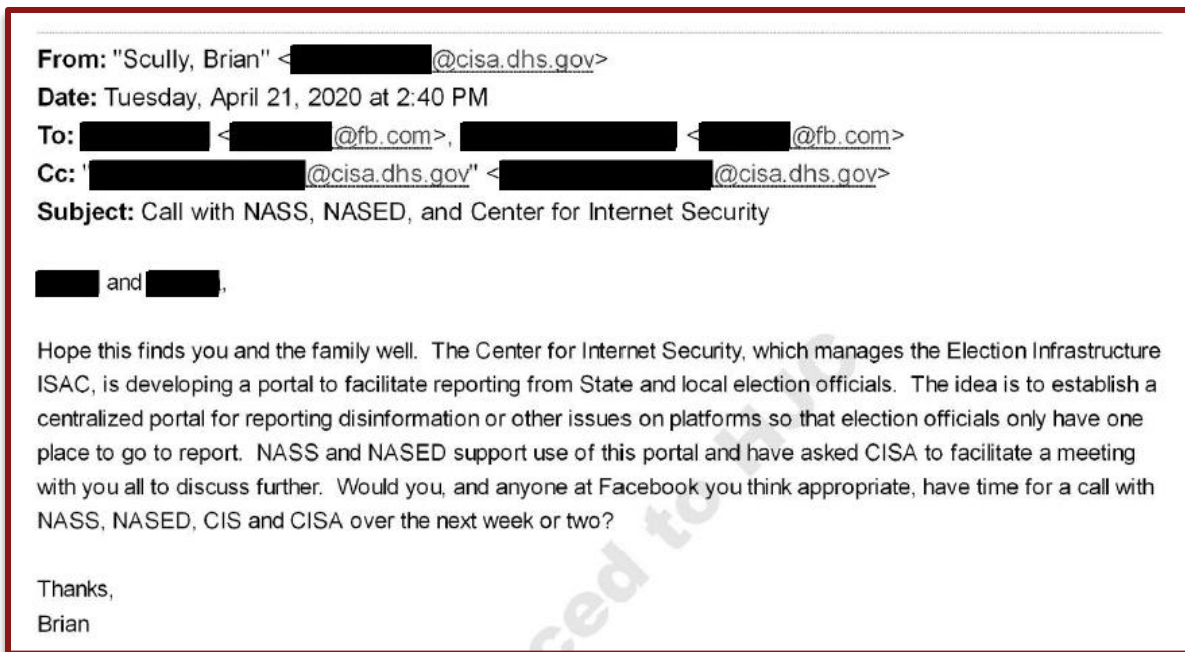 From: "Scully, Brian" < @cisa.dhs.gov>
Date: Tuesday, April 21, 2020 at 2:40 PM
To: < @fb.com>, < @fb.com>
Cc: " @cisa.dhs.gov" < @cisa.dhs.gov>
Subject: Call with NASS, NASED, and Center for Internet Security
and ,
Hope this finds you and the family well. The Center for Internet Security, which manages the Election Infrastructure
ISAC, is developing a portal to facilitate reporting from State and local election officials. The idea is to establish a
centralized portal for reporting disinformation or other issues on platforms so that election officials only have one
place to go to report. NASS and NASED support use of this portal and have asked CISA to facilitate a meeting
with you all to discuss further. Would you, and anyone at Facebook you think appropriate, have time for a call with
NASS, NASED, CIS and CISA over the next week or two?
Thanks,
Brian
ced to HJC